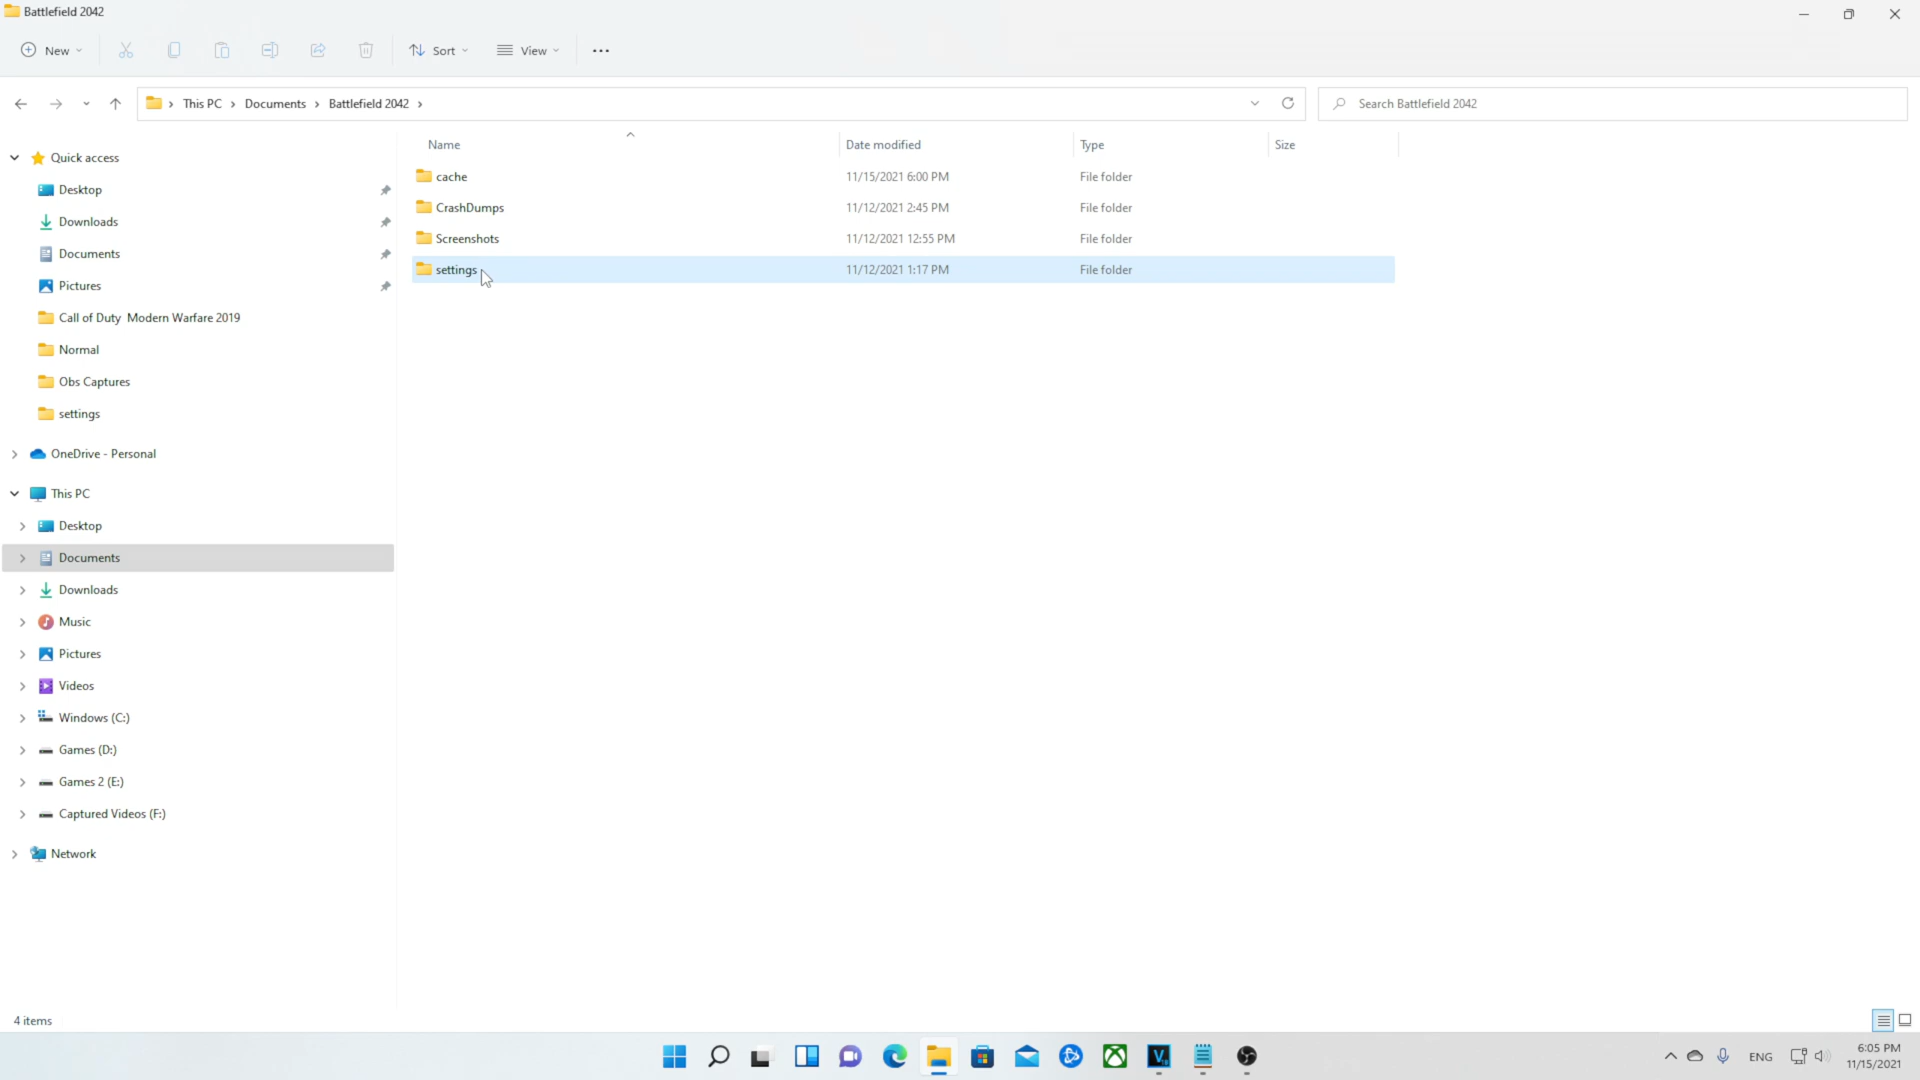 Battlefield 2042
New
Sort
View
This PC
Documents
Battlefield 2042
Search Battlefield 2042
Name
Date modified
Type
Size
cache
11/15/2021 6:00 PM
File folder
CrashDumps
11/12/2021 2:45 PM
File folder
Screenshots
11/12/2021 12:55 PM
File folder
settings
11/12/2021 1:17 PM
File folder
Quick access
Desktop
Downloads
Documents
Pictures
Call of Duty Modern Warfare 2019
Normal
Obs Captures
settings
OneDrive - Personal
This PC
Desktop
Documents
Downloads
Music
Pictures
Videos
Windows (C:)
Games (D:)
Games 2 (E:)
Captured Videos (F:)
Network
4 items
ENG
6:05 PM
11/15/2021